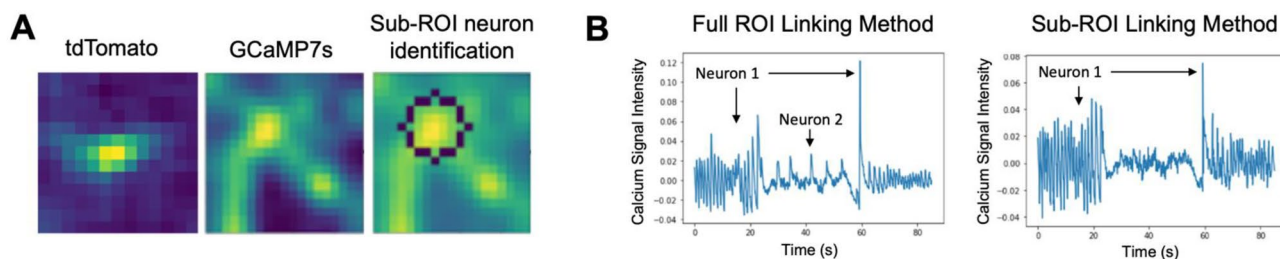 A
tdTomato
GCaMP7s
Sub-ROI neuron
identification
B
Full ROI Linking Method
Calcium Signal Intensity
0.12
0.10
0.08
0.06
0.04
0.02
0.00
−0.02
−0.04
Neuron 1
Neuron 2
0
20
40
60
80
Time (s)
Sub-ROI Linking Method
Calcium Signal Intensity
0.08
0.06
0.04
0.02
0.00
−0.02
−0.04
Neuron 1
0
20
40
60
80
Time (s)